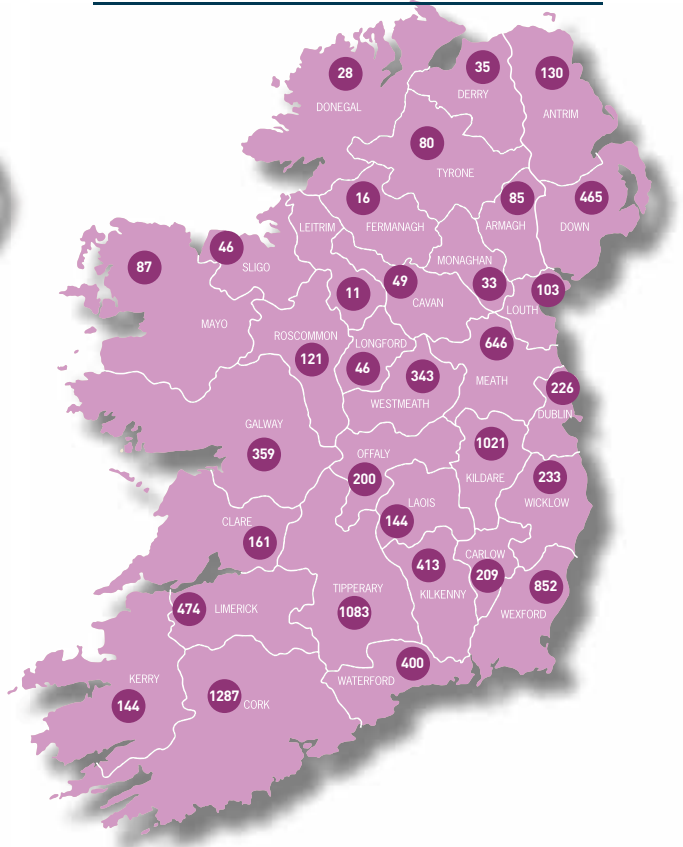 28
DONEGAL
35
DERRY
130
ANTRIM
80
TYRONE
16
FERMANAGH
85
ARMAGH
465
DOWN
LEITRIM
46
SLIGO
87
MAYO
11
49
CAVAN
MONAGHAN
33
103
LOUTH
ROSCOMMON
121
LONGFORD
46
343
WESTMEATH
646
MEATH
226
DUBLIN
GALWAY
359
OFFALY
200
1021
KILDARE
233
WICKLOW
LAOIS
144
CLARE
161
413
KILKENNY
CARLOW
209
852
WEXFORD
474
LIMERICK
TIPPERARY
1083
400
WATERFORD
KERRY
144
1287
CORK